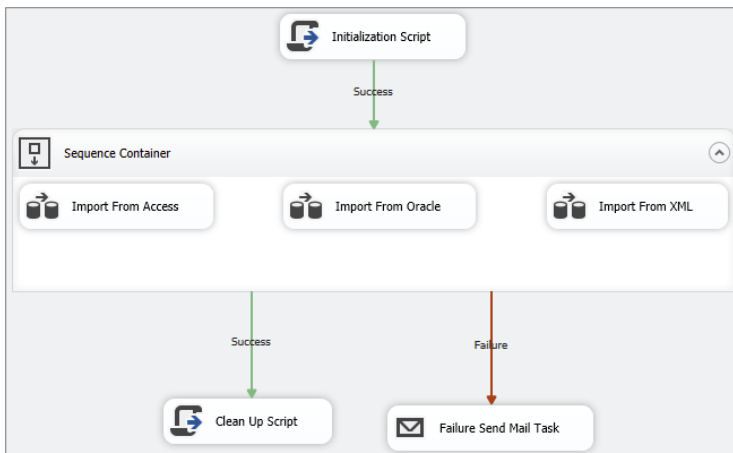 Initialization Script
Success
Sequence Container
Import From Access
Import From Oracle
Import From XML
Success
Failure
Clean Up Script
Failure Send Mail Task